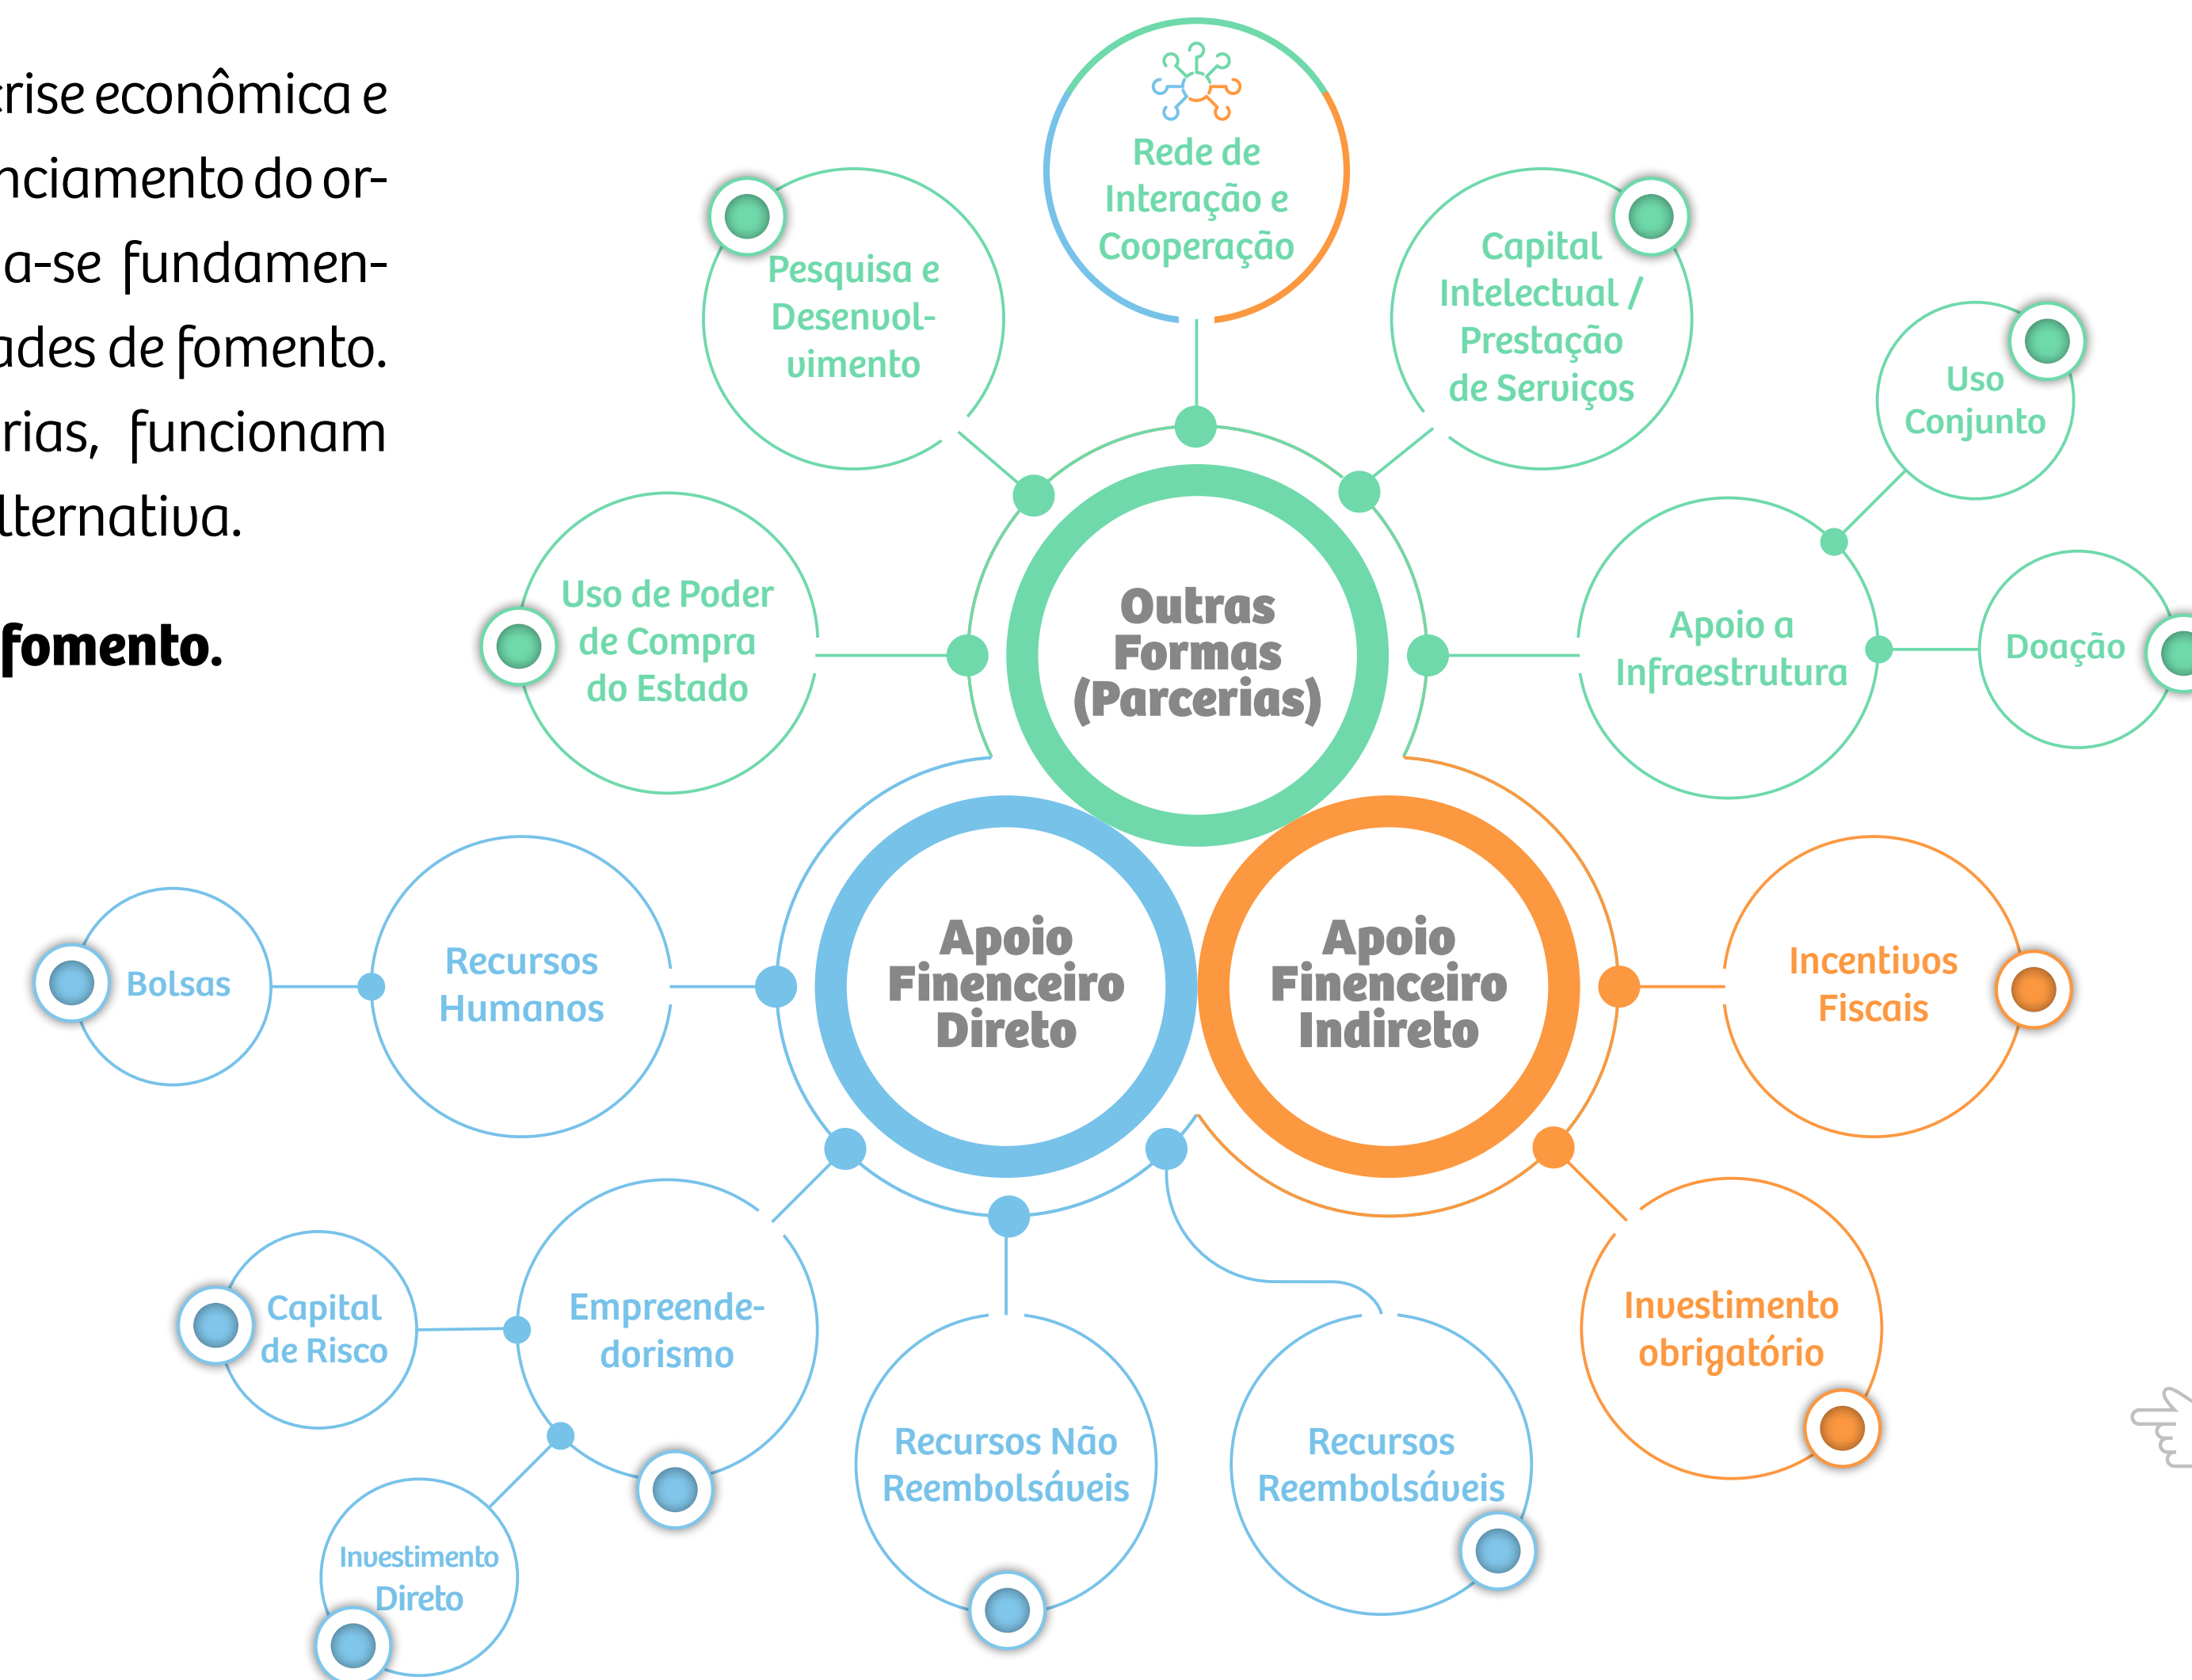 rise econômica e
nciamento do or-
a-se fundamen-
ades de fomento.
rias, funcionam
lternativa.
fomento.
Rede de
Interação e
Cooperação
Pesquisa e
Desenvol-
vimento
Capital
Intelectual /
Prestação
de Serviços
Uso
Conjunto
Uso de Poder
de Compra
do Estado
Outras
Formas
(Parcerias)
Apoio a
Infraestrutura
Doação
Bolsas
Recursos
Humanos
Apoio
Finenceiro
Direto
Apoio
Finenceiro
Indireto
Incentivos
Fiscais
Capital
de Risco
Empreende-
dorismo
Investimento
obrigatório
Recursos Não
Reembolsáveis
Recursos
Reembolsáveis
Investimento
Direto